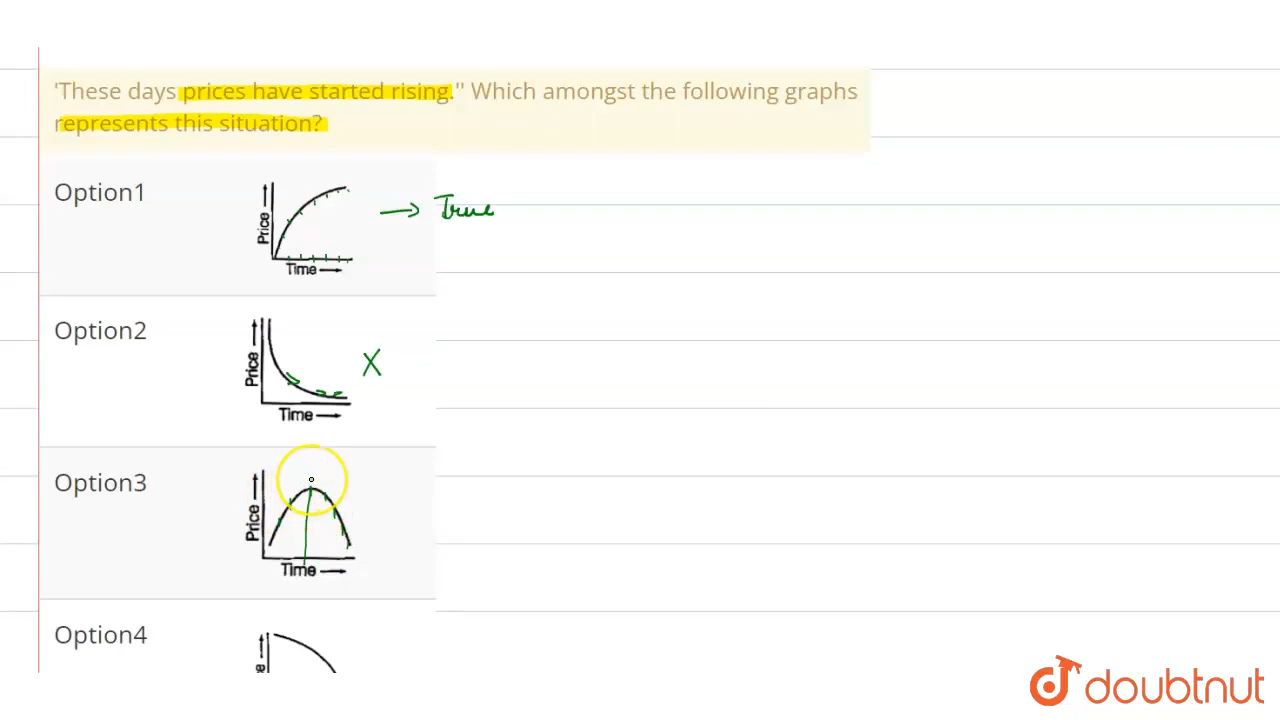 'These days prices have started rising.'' Which amongst the following graphs
represents this situation?
Option1
Price
Time
True
Option2
Price
Time
X
Option3
Price
Time
Option4
doubtnut